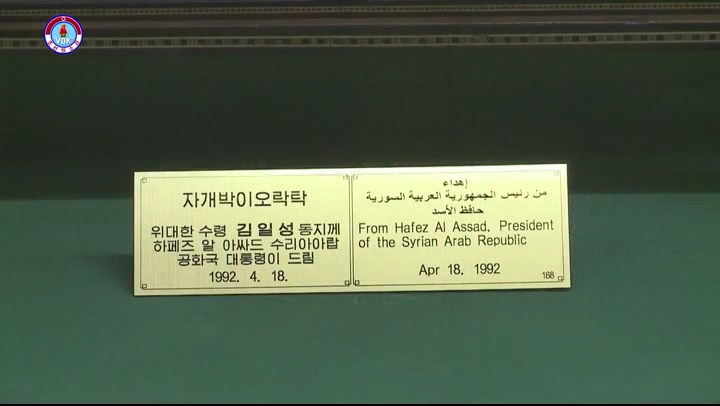 VOK
자개박이오락탁
위대한 수령 김일성 동지께
하페즈 알 아싸드 수리아아랍
공화국 대통령이 드림
1992. 4. 18.
إهداء
من رئيس الجمهورية العربية السورية
حافظ الأسد
From Hafez Al Assad, President
of the Syrian Arab Republic
Apr 18, 1992
168